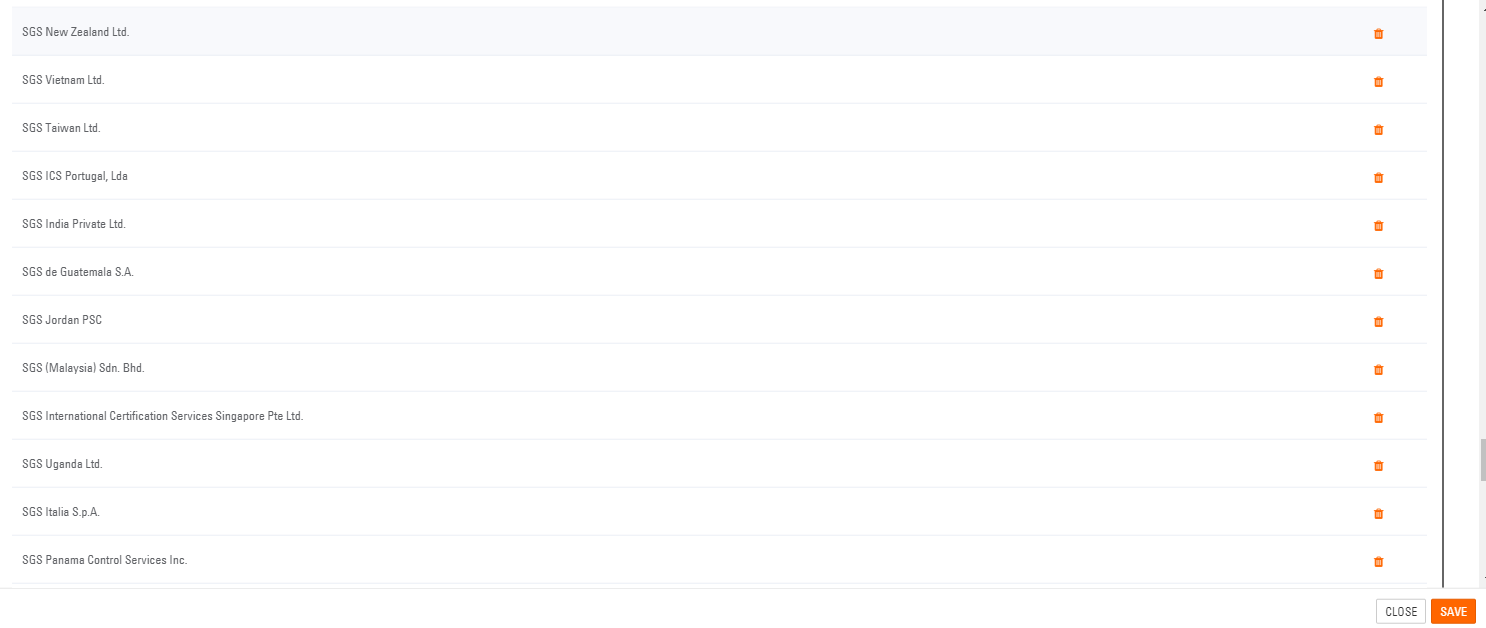 SGS New Zealand Ltd.
SGS Vietnam Ltd.
SGS Taiwan Ltd.
SGS ICS Portugal, Lda
SGS India Private Ltd.
SGS de Guatemala S.A.
SGS Jordan PSC
SGS (Malaysia) Sdn. Bhd.
SGS International Certification Services Singapore Pte Ltd.
SGS Uganda Ltd.
SGS Italia S.p.A.
SGS Panama Control Services Inc.
CLOSE SAVE